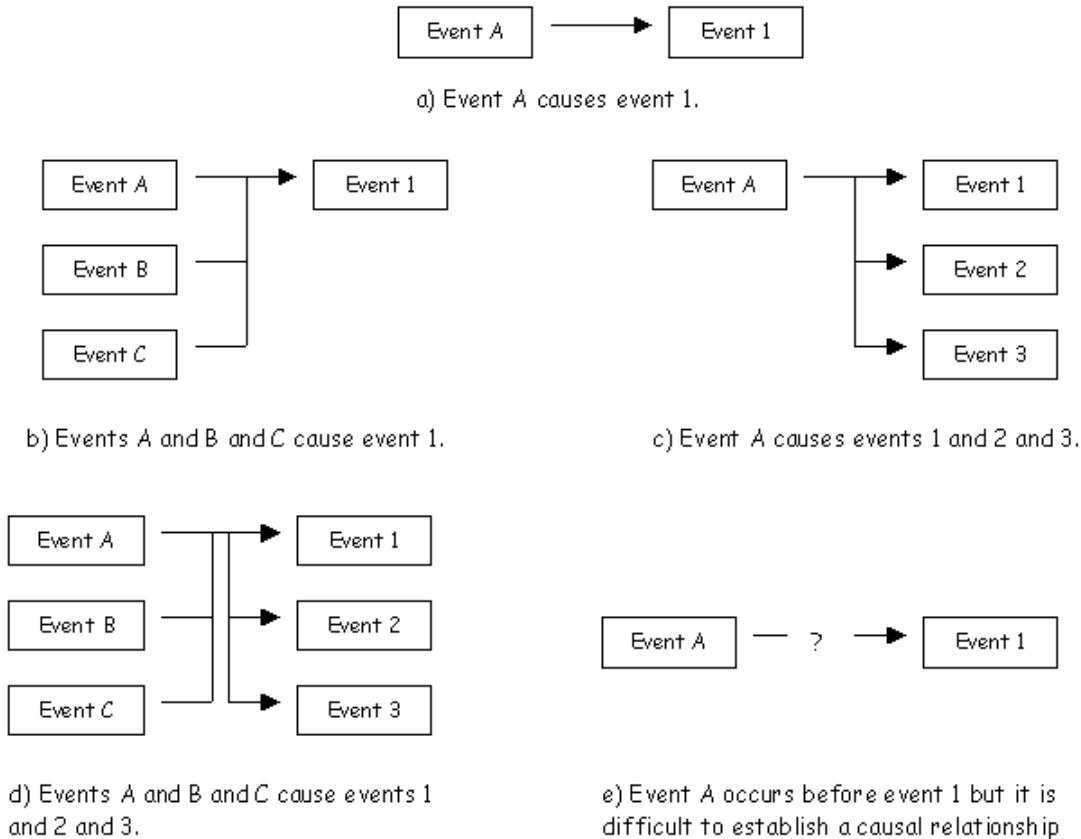 Event A
Event 1
a) Event A causes event 1.
Event A
Event 1
Event B
Event C
b) Events A and B and C cause event 1.
Event A
Event 1
Event 2
Event 3
c) Event A causes events 1 and 2 and 3.
Event A
Event 1
Event B
Event 2
Event C
Event 3
d) Events A and B and C cause events 1
and 2 and 3.
Event A
?
Event 1
e) Event A occurs before event 1 but it is
difficult to establish a causal relationship